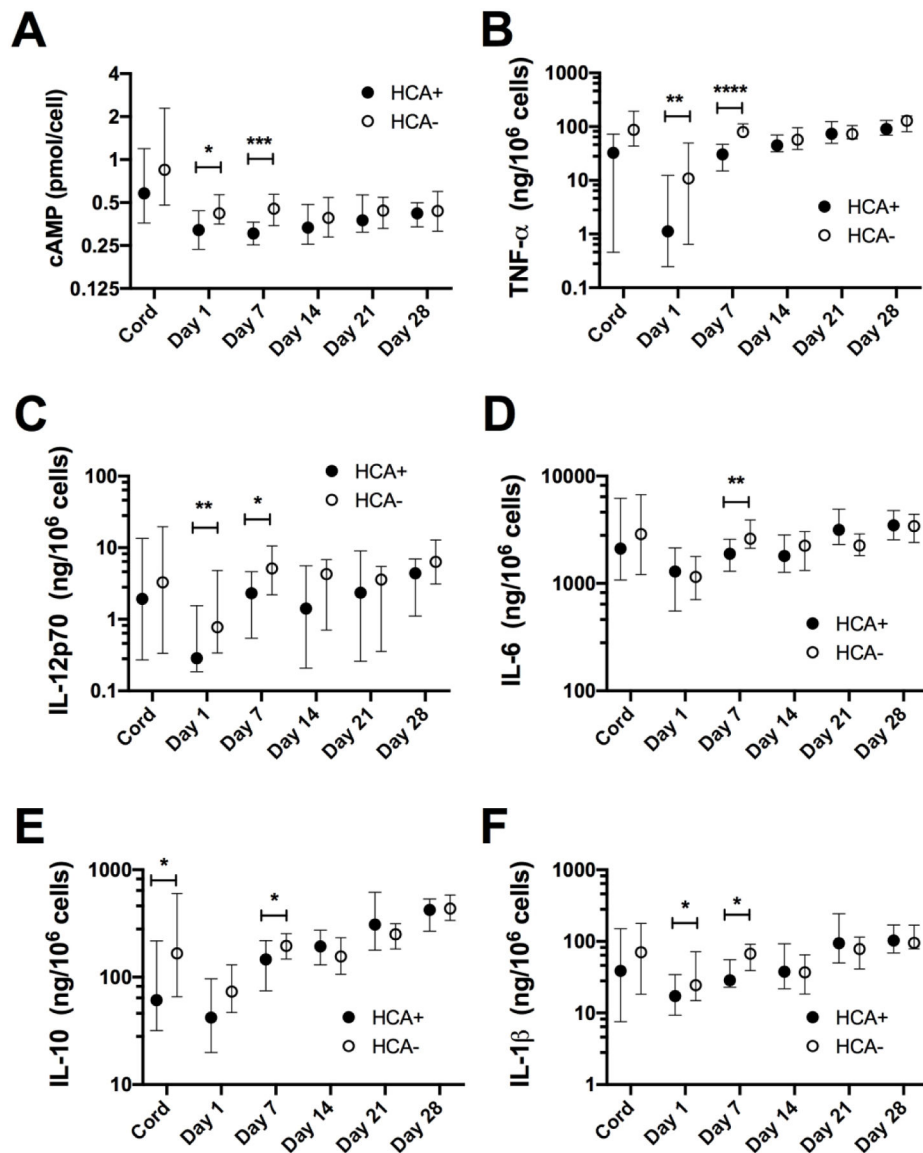 A
cAMP (pmol/cell)
4
2
1
0.5
0.25
0.125
HCA+
HCA-
*
***
Cord
Day 1
Day 7
Day 14
Day 21
Day 28
B
TNF-α (ng/10⁶ cells)
1000
100
10
1
0.1
**
****
HCA+
HCA-
Cord
Day 1
Day 7
Day 14
Day 21
Day 28
C
IL-12p70 (ng/10⁶ cells)
100
10
1
0.1
HCA+
HCA-
**
*
Cord
Day 1
Day 7
Day 14
Day 21
Day 28
D
IL-6 (ng/10⁶ cells)
10000
1000
100
**
HCA+
HCA-
Cord
Day 1
Day 7
Day 14
Day 21
Day 28
E
IL-10 (ng/10⁶ cells)
1000
100
10
*
*
HCA+
HCA-
Cord
Day 1
Day 7
Day 14
Day 21
Day 28
F
IL-1β (ng/10⁶ cells)
1000
100
10
1
*
*
HCA+
HCA-
Cord
Day 1
Day 7
Day 14
Day 21
Day 28